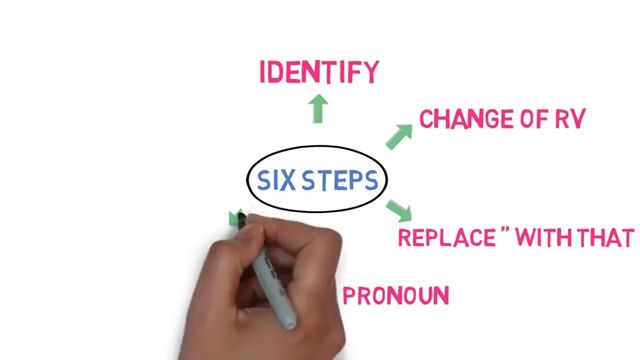 IDENTIFY
CHANGE OF RV
SIX STEPS
REPLACE " WITH THAT
PRONOUN